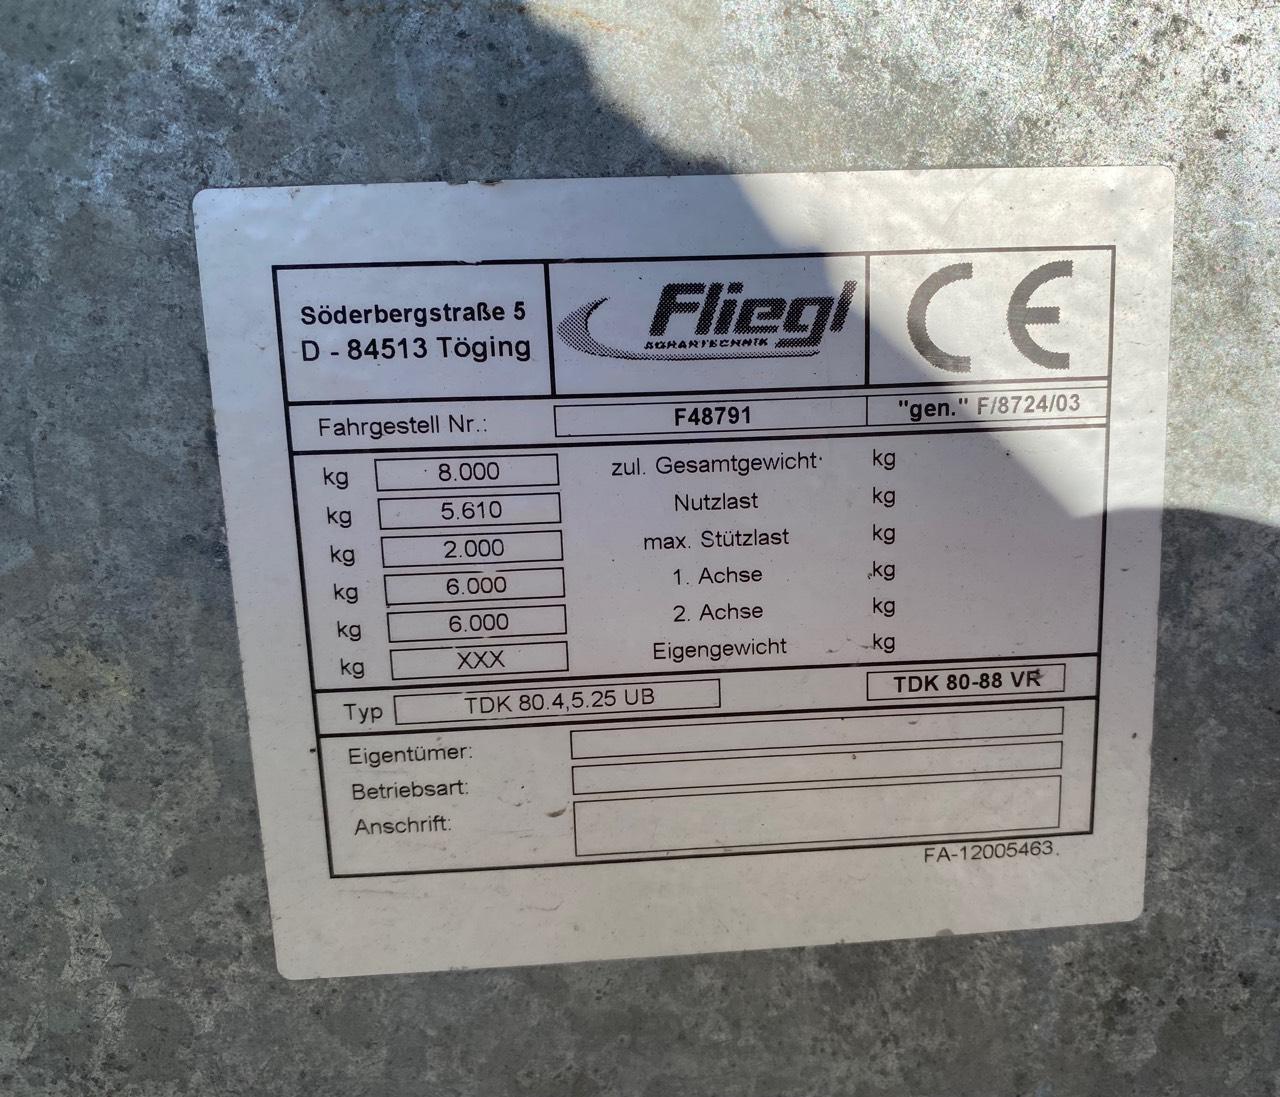 Söderbergstraße 5
D - 84513 Töging
Fliegl
AGRARTECHNIK
CE
Fahrgestell Nr.: F48791 "gen." F/8724/03
kg 8.000 zul. Gesamtgewicht kg
kg 5.610 Nutzlast kg
kg 2.000 max. Stützlast kg
kg 6.000 1. Achse kg
kg 6.000 2. Achse kg
kg XXX Eigengewicht kg
Typ TDK 80.4,5.25 UB TDK 80-88 VR
Eigentümer:
Betriebsart:
Anschrift:
FA-12005463.